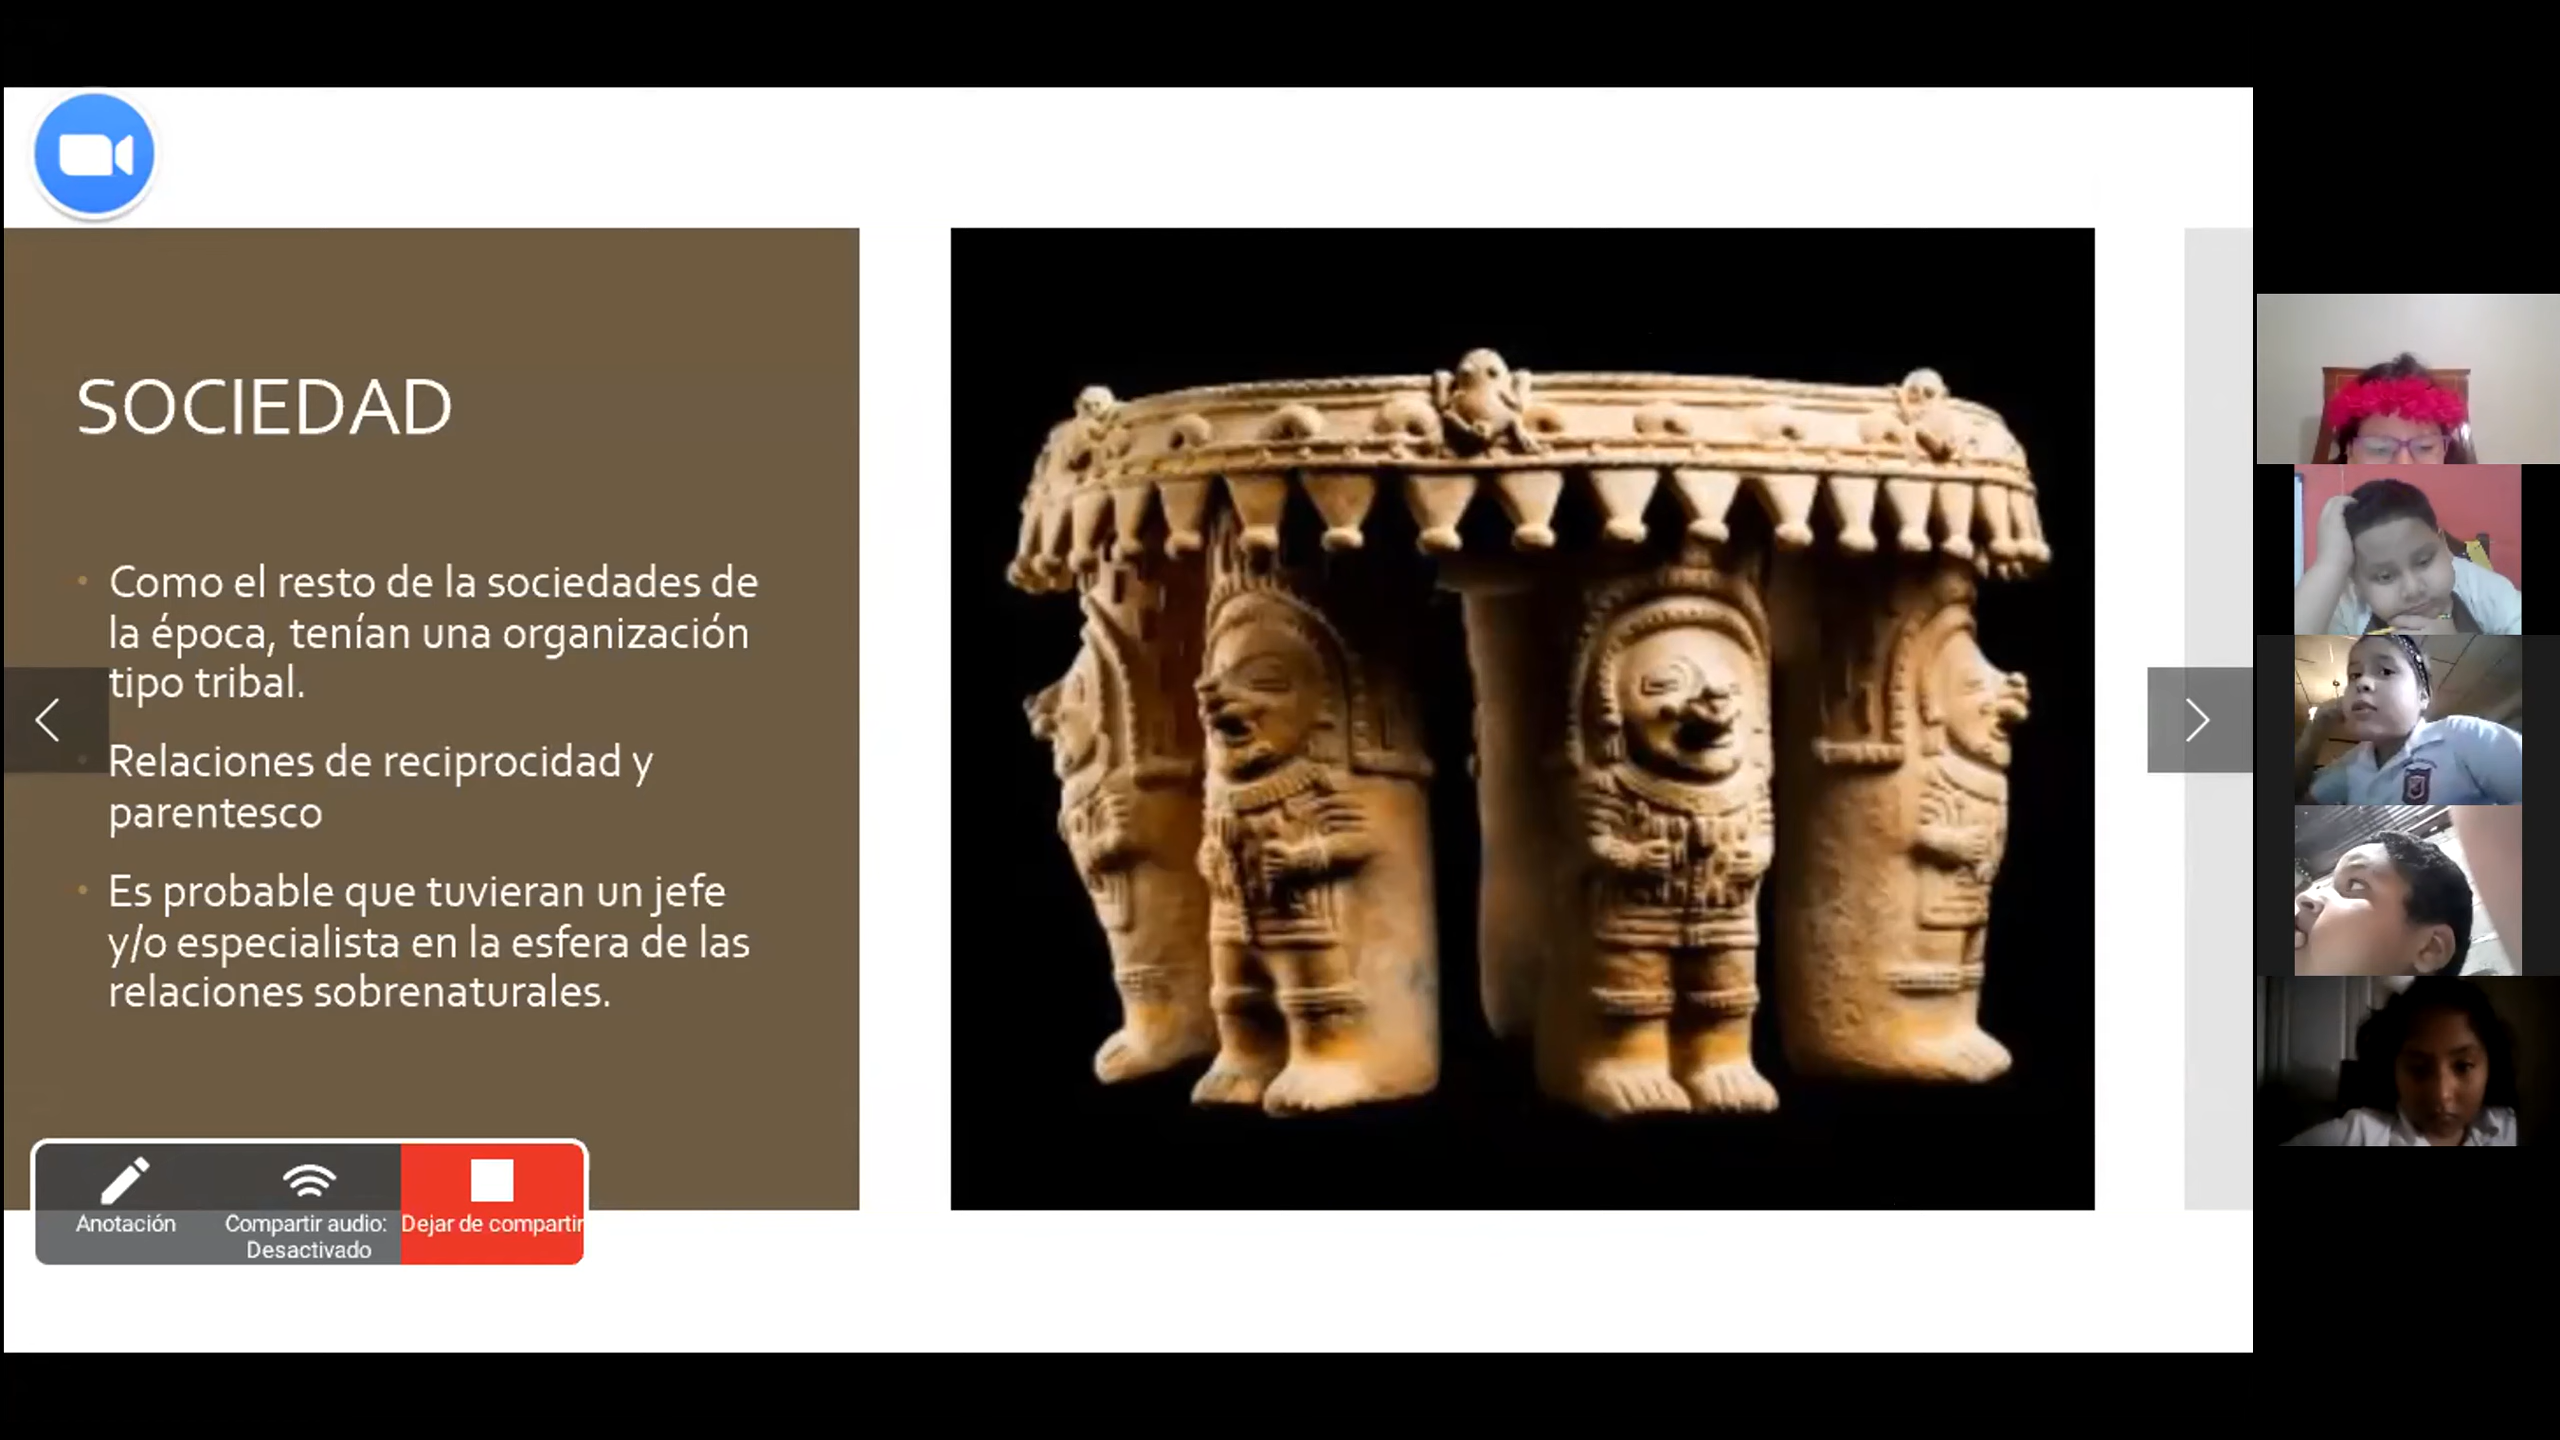 SOCIEDAD
• Como el resto de la sociedades de
la época, tenían una organización
tipo tribal.
• Relaciones de reciprocidad y
parentesco
• Es probable que tuvieran un jefe
y/o especialista en la esfera de las
relaciones sobrenaturales.
Anotación
Compartir audio:
Desactivado
Dejar de compartir